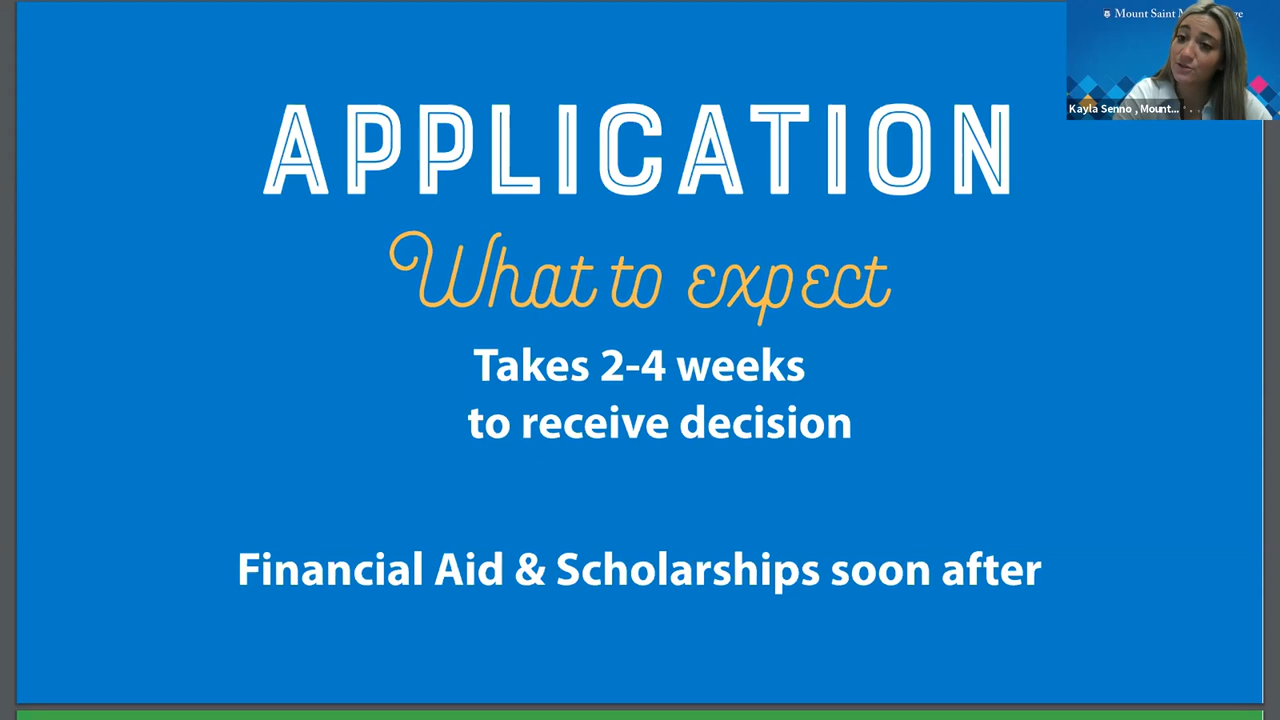 Mount Saint M ge
Kayla Senno , Mount...
APPLICATION
What to expect
Takes 2-4 weeks
to receive decision
Financial Aid & Scholarships soon after